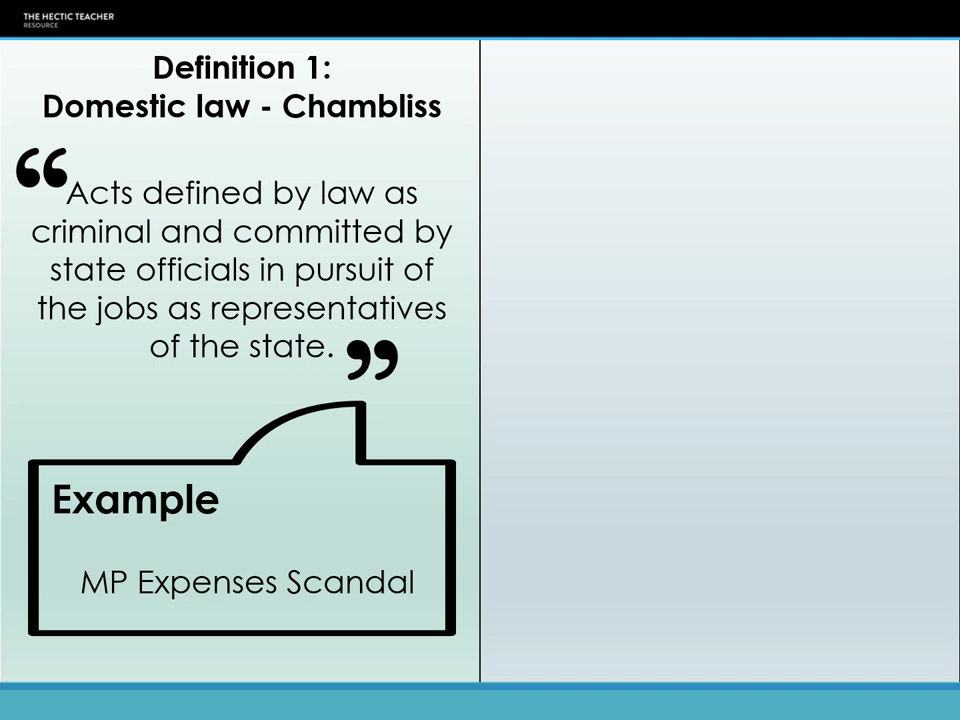 THE HECTIC TEACHER
RESOURCE
Definition 1:
Domestic law - Chambliss
“
Acts defined by law as
criminal and committed by
state officials in pursuit of
the jobs as representatives
of the state.
”
Example
MP Expenses Scandal